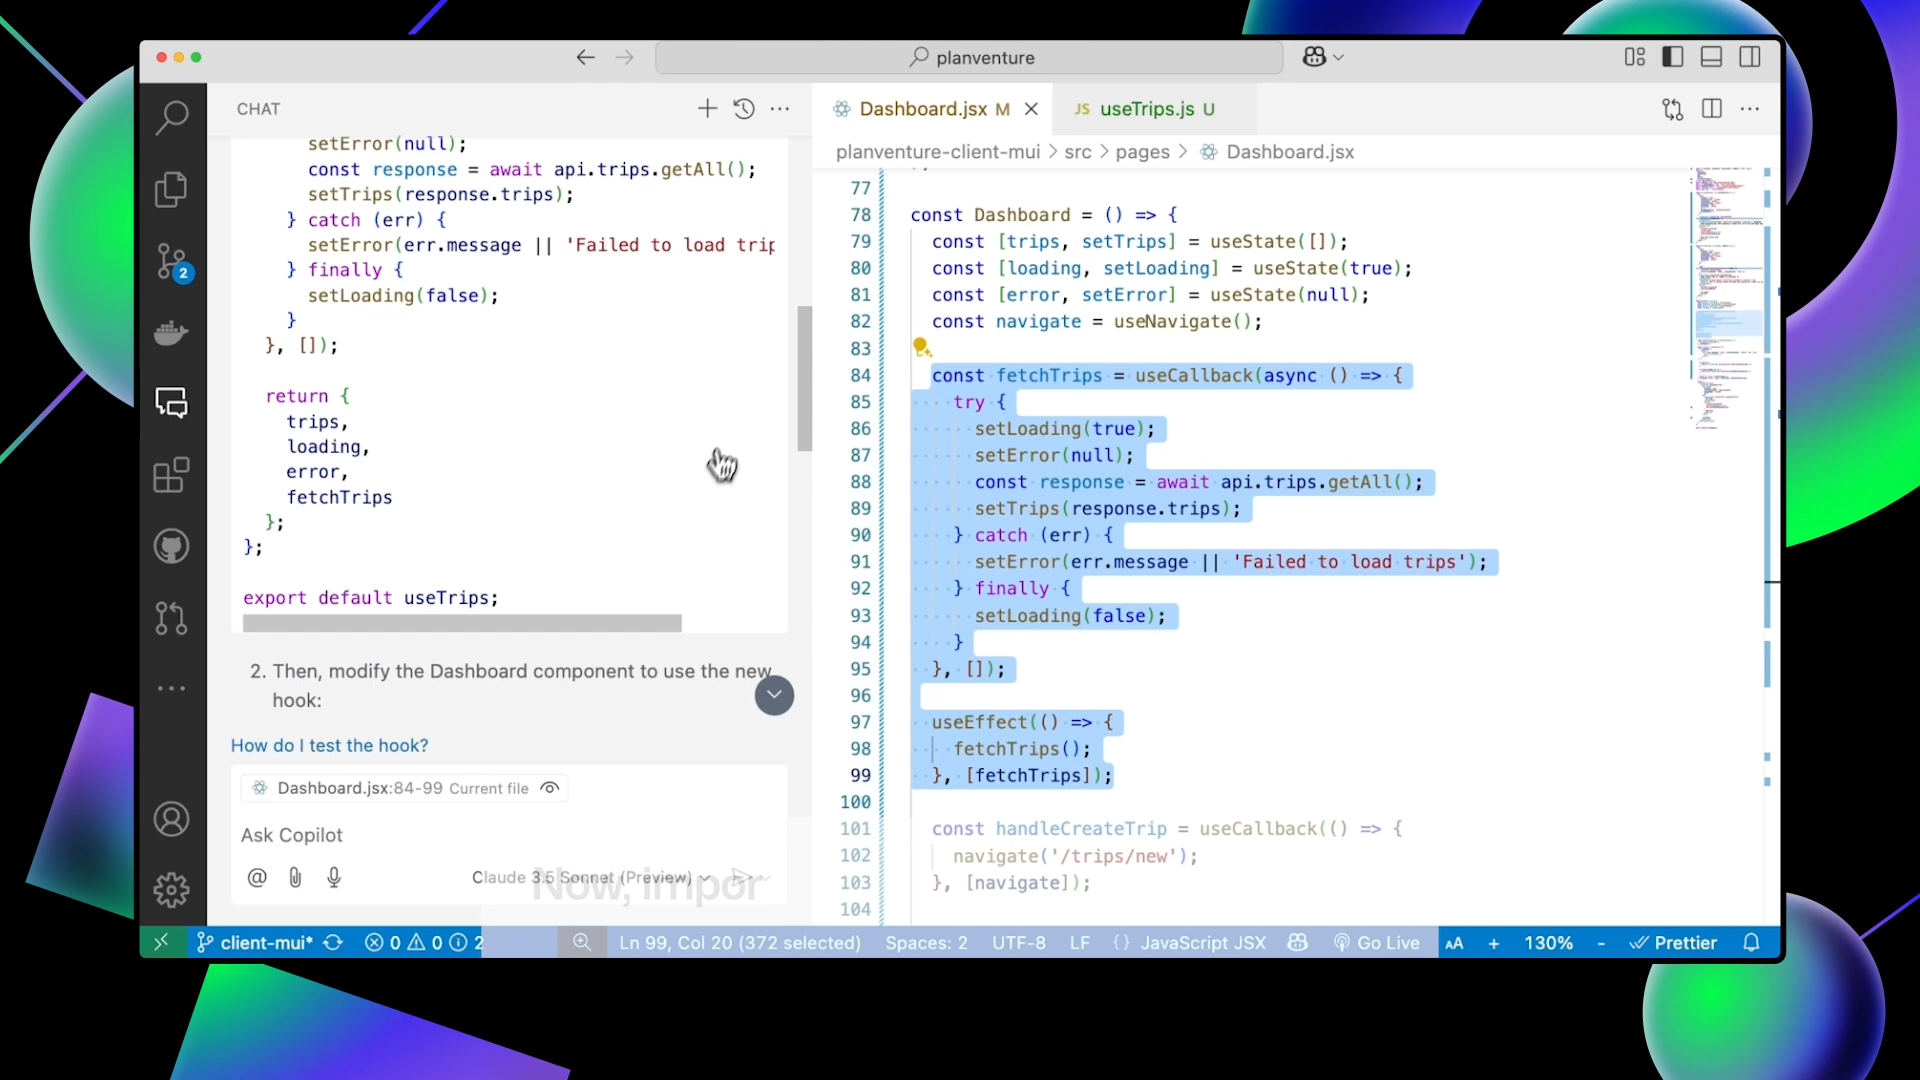 planventure
CHAT
setError(null);
const response = await api.trips.getAll();
setTrips(response.trips);
} catch (err) {
setError(err.message || 'Failed to load trip
} finally {
setLoading(false);
}
}, []);
return {
trips,
loading,
error,
fetchTrips
};
};
export default useTrips;
2. Then, modify the Dashboard component to use the new
hook:
How do I test the hook?
Dashboard.jsx:84-99 Current file
Ask Copilot
@ Claude 3.5 Sonnet (Preview)
Now, impor
Dashboard.jsx M
JS useTrips.js U
planventure-client-mui > src > pages > Dashboard.jsx
77
78 const Dashboard = () => {
79 const [trips, setTrips] = useState([]);
80 const [loading, setLoading] = useState(true);
81 const [error, setError] = useState(null);
82 const navigate = useNavigate();
83
84 const fetchTrips = useCallback(async () => {
85 try {
86 setLoading(true);
87 setError(null);
88 const response = await api.trips.getAll();
89 setTrips(response.trips);
90 } catch (err) {
91 setError(err.message || 'Failed to load trips');
92 } finally {
93 setLoading(false);
94 }
95 }, []);
96
97 useEffect(() => {
98 fetchTrips();
99 }, [fetchTrips]);
100
101 const handleCreateTrip = useCallback(() => {
102 navigate('/trips/new');
103 }, [navigate]);
104
2
client-mui* 0 0 2 Ln 99, Col 20 (372 selected) Spaces: 2 UTF-8 LF {} JavaScript JSX Go Live AA + 130% - Prettier